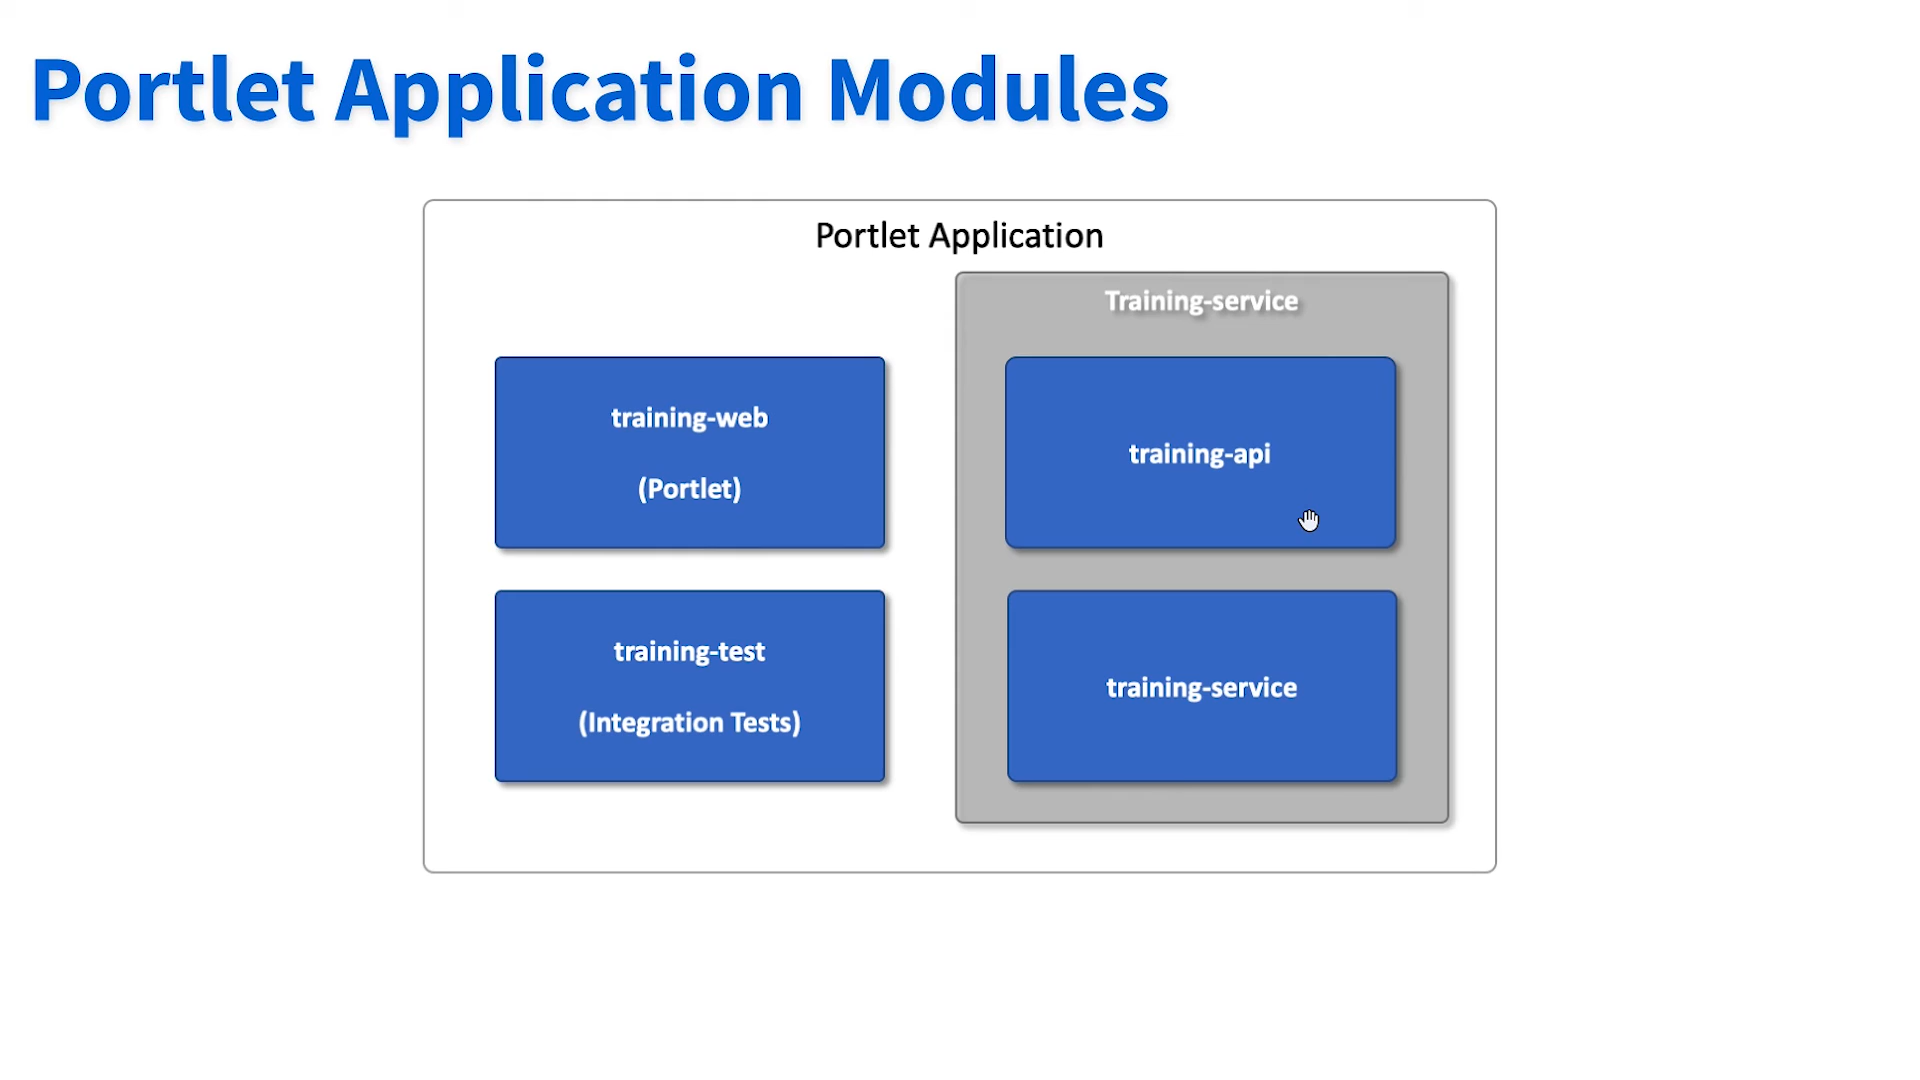 Portlet Application Modules
Portlet Application
training-web
(Portlet)
training-test
(Integration Tests)
Training-service
training-api
training-service